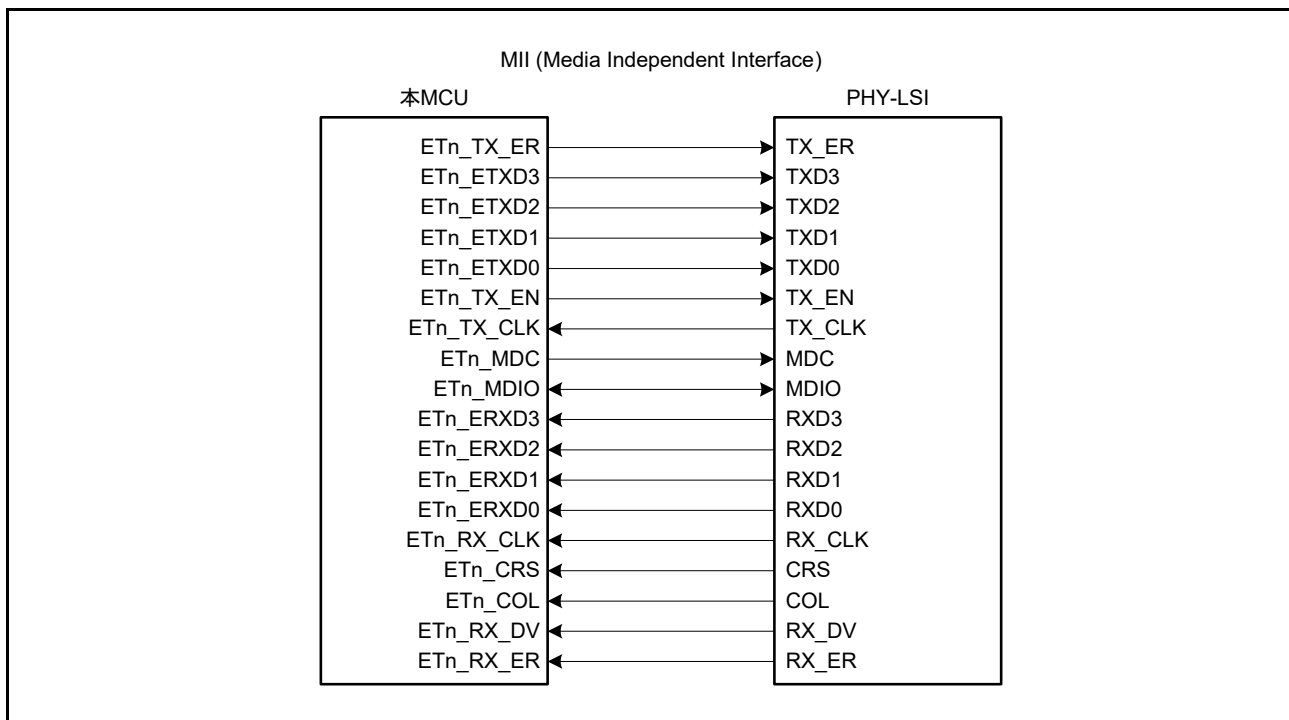 MII (Media Independent Interface)
本MCU PHY-LSI
ETn_TX_ER TX_ER
ETn_ETXD3 TXD3
ETn_ETXD2 TXD2
ETn_ETXD1 TXD1
ETn_ETXD0 TXD0
ETn_TX_EN TX_EN
ETn_TX_CLK TX_CLK
ETn_MDC MDC
ETn_MDIO MDIO
ETn_ERXD3 RXD3
ETn_ERXD2 RXD2
ETn_ERXD1 RXD1
ETn_ERXD0 RXD0
ETn_RX_CLK RX_CLK
ETn_CRS CRS
ETn_COL COL
ETn_RX_DV RX_DV
ETn_RX_ER RX_ER